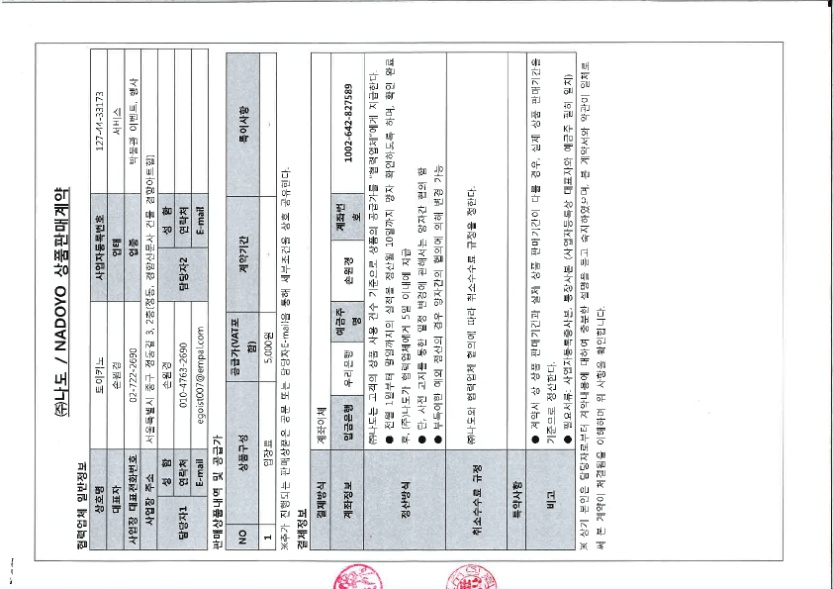 ㈜나도 / NADOYO 상품판매계약
협력업체 일반정보
상호명 토이키노 사업자등록번호 127-44-33173
대표자 손원경 업태 서비스
사업장 대표전화번호 02-722-2690 업종 박물관 이벤트, 행사
사업장 주소 서울특별시 중구 정동길 3, 2층(정동, 경향신문사 건물 경향아트힐)
담당자1 성 함 손원경 담당자2 성 함
연락처 010-4763-2690 연락처
E-mail egoist007@empal.com E-mail
판매상품내역 및 공급가
NO 상품구성 공급가(VAT포함) 계약기간 특이사항
1 입장료 5,000원 - -
※추가 진행되는 판매상품은 공문 또는 담당자E-mail을 통해 세부조건을 상호 공유한다.
결제정보
결제방식 계좌이체
계좌정보 입금은행 우리은행 예금주명 손원경 계좌번호 1002-642-827589
정산방식
㈜나도는 고객의 상품 사용 건수 기준으로 상품의 공급가를 "협력업체"에게 지급한다.
● 전월 1일부터 말일까지의 실적을 정산월 10일까지 양자 확인하도록 하며, 확인 완료
후, (주)나도가 협력업체에게 5일 이내에 지급
● 단, 사전 고지를 통한 일정 변경에 관해서는 양자간 협의 함
● 부득이한 이외 정산의 경우 양자간의 협의에 의해 변경 가능
취소수수료 규정 ㈜나도와 협력업체 협의에 따라 취소수수료 규정을 정한다.
특약사항
비고
● 계약시 상 상품 판매기간과 실제 상품 판매기간이 다를 경우, 실제 상품 판매기간을
기준으로 정산한다.
● 필요서류: 사업자등록증사본, 통장사본 (사업자등록상 대표자와 예금주 필히 일치)
※ 상기 본인은 담당자로부터 계약내용에 대하여 충분한 설명을 듣고 숙지하였으며, 본 계약서와 약관이 일체로
써 본 계약이 체결됨을 이해하며 위 사항을 확인합니다.